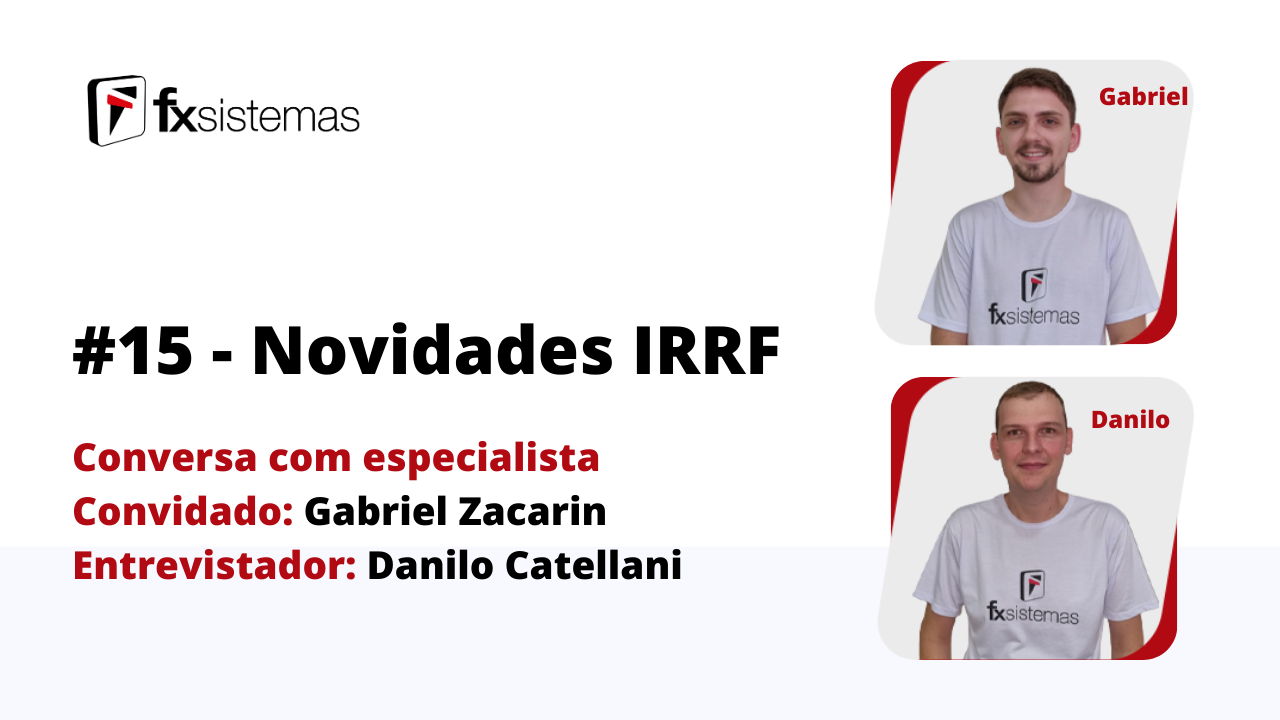 fxsistemas
Gabriel
fxsistemas
#15 - Novidades IRRF
Conversa com especialista
Convidado: Gabriel Zacarin
Entrevistador: Danilo Catellani
Danilo
fxsistemas